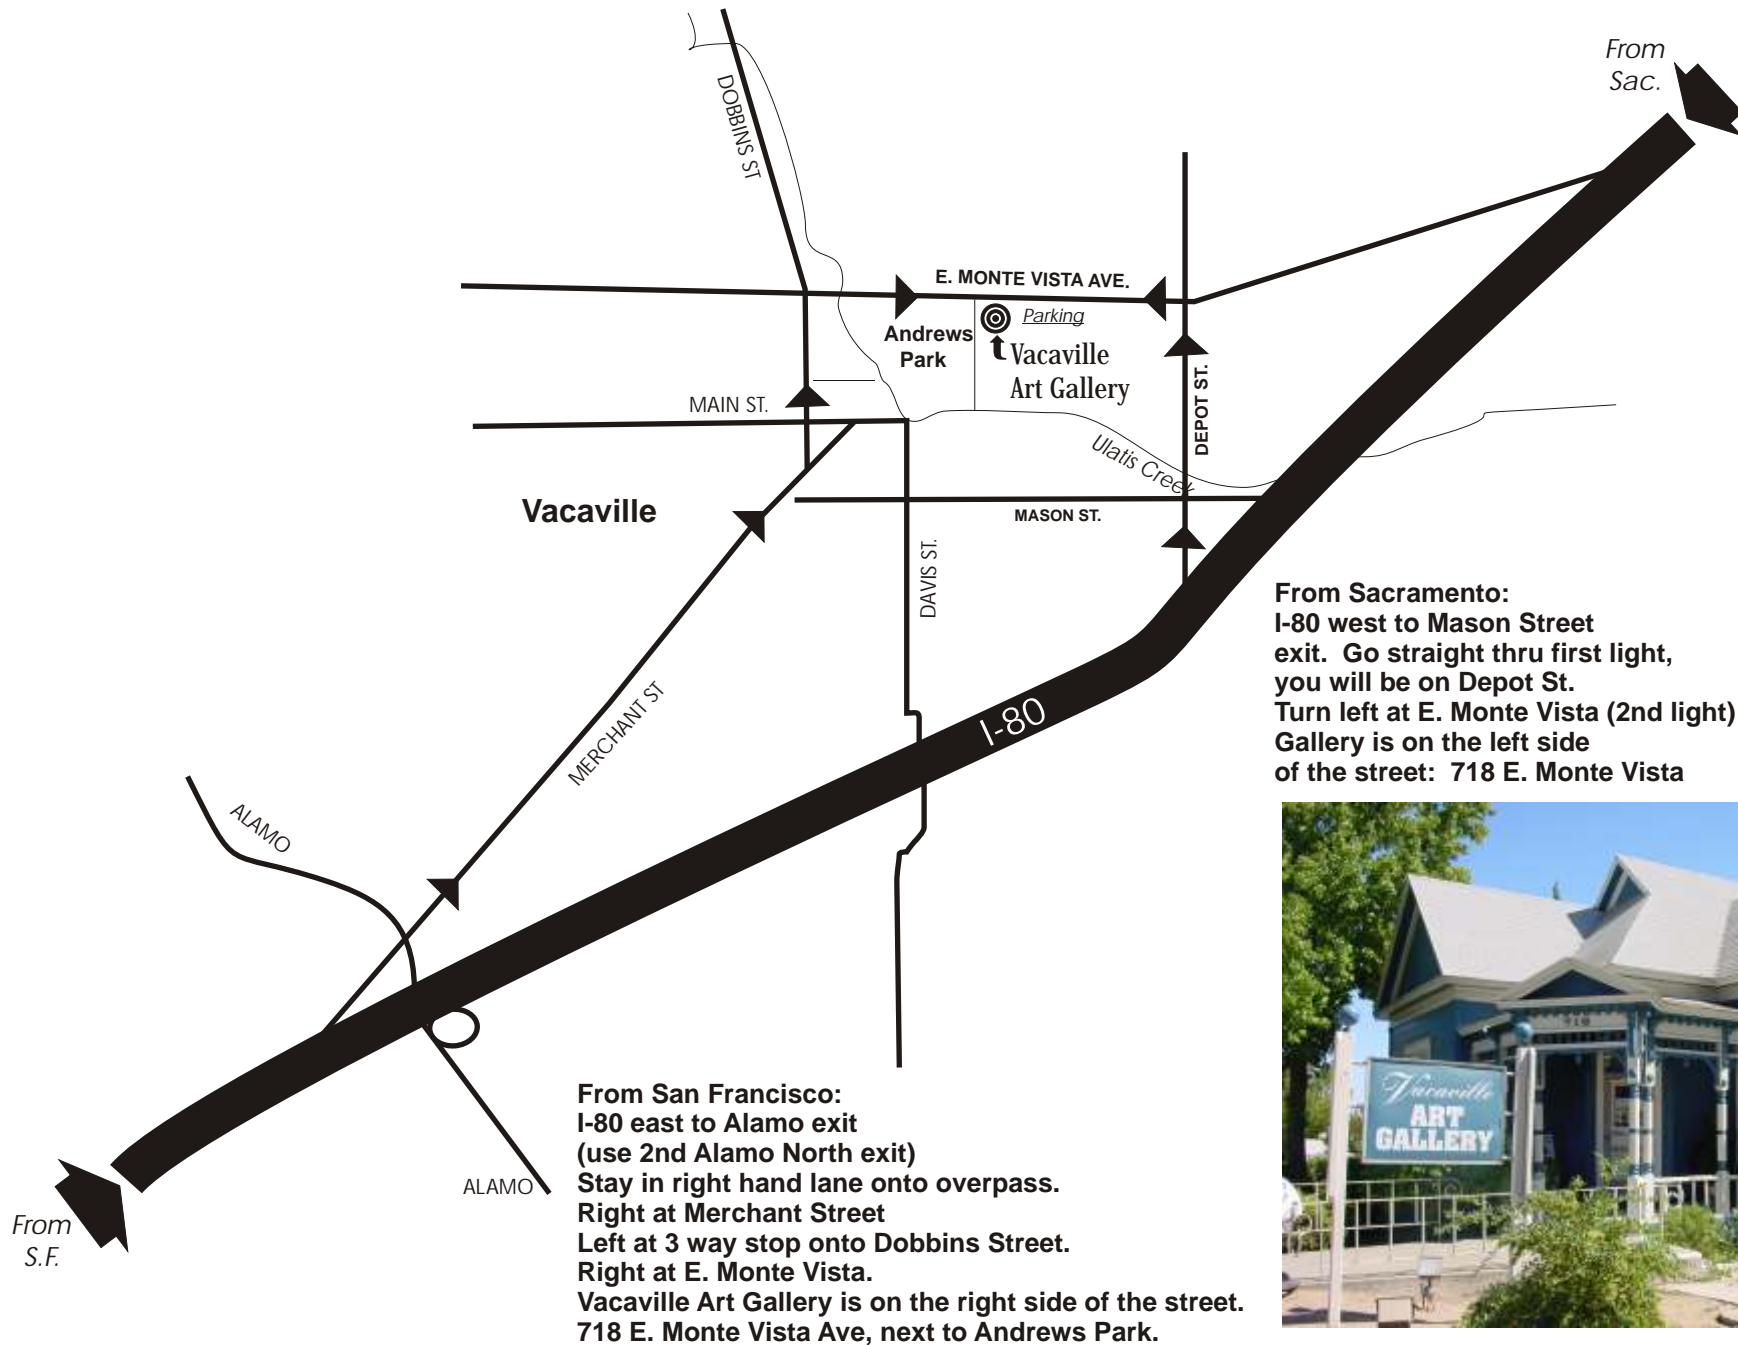 From
Sac.
DOBBINS ST
E. MONTE VISTA AVE.
Parking
Andrews
Park
Vacaville
Art Gallery
MAIN ST.
DEPOT ST.
Ulatis Creek
Vacaville
MASON ST.
DAVIS ST.
From Sacramento:
I-80 west to Mason Street
exit. Go straight thru first light,
you will be on Depot St.
Turn left at E. Monte Vista (2nd light)
Gallery is on the left side
of the street: 718 E. Monte Vista
MERCHANT ST
I-80
ALAMO
718
Vacaville
ART
GALLERY
From San Francisco:
I-80 east to Alamo exit
(use 2nd Alamo North exit)
Stay in right hand lane onto overpass.
Right at Merchant Street
Left at 3 way stop onto Dobbins Street.
Right at E. Monte Vista.
Vacaville Art Gallery is on the right side of the street.
718 E. Monte Vista Ave, next to Andrews Park.
ALAMO
From
S.F.